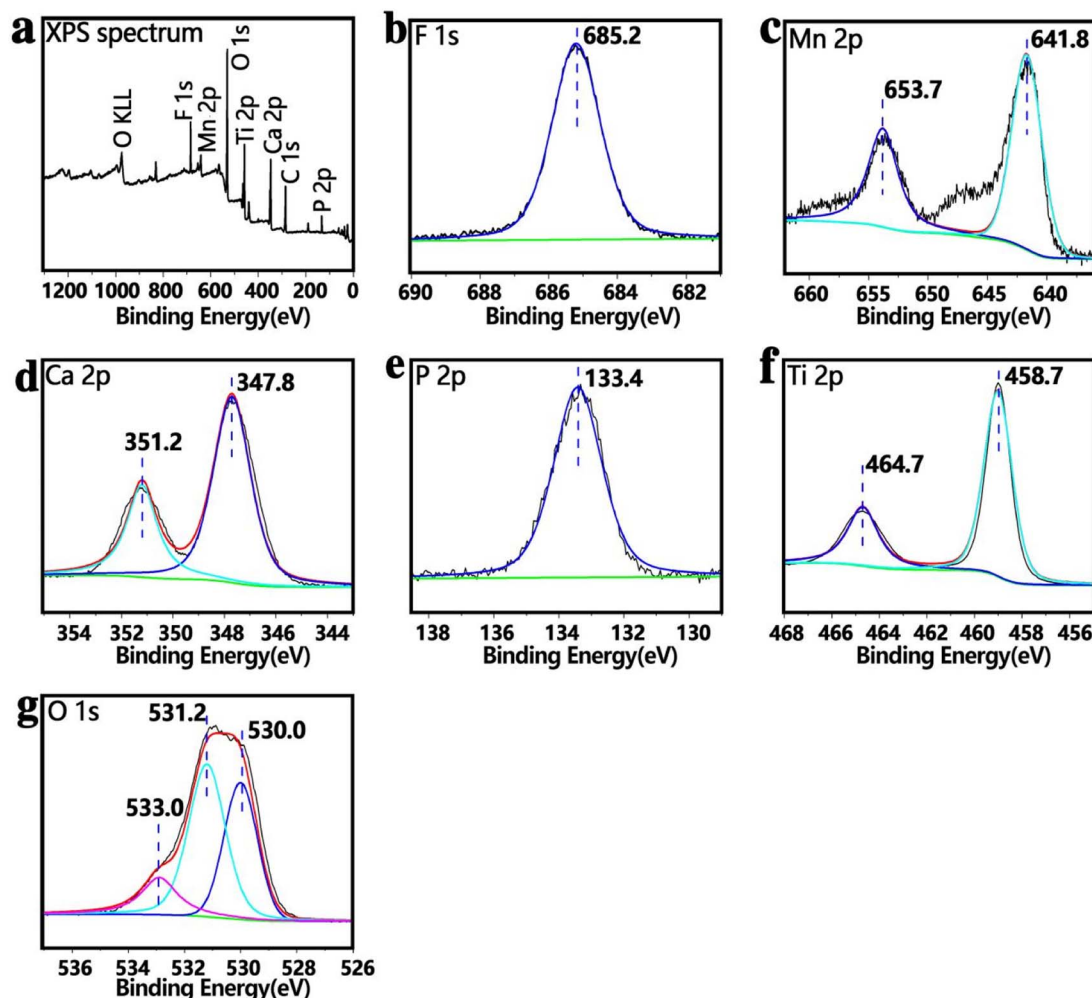 a
XPS spectrum
O KLL
F 1s
Mn 2p
O 1s
Ti 2p
Ca 2p
C 1s
P 2p
1200 1000 800 600 400 200 0
Binding Energy(eV)
b
F 1s
685.2
690 688 686 684 682
Binding Energy(eV)
c
Mn 2p
641.8
653.7
660 655 650 645 640
Binding Energy(eV)
d
Ca 2p
347.8
351.2
354 352 350 348 346 344
Binding Energy(eV)
e
P 2p
133.4
138 136 134 132 130
Binding Energy(eV)
f
Ti 2p
458.7
464.7
468 466 464 462 460 458 456
Binding Energy(eV)
g
O 1s
531.2
530.0
533.0
536 534 532 530 528 526
Binding Energy(eV)